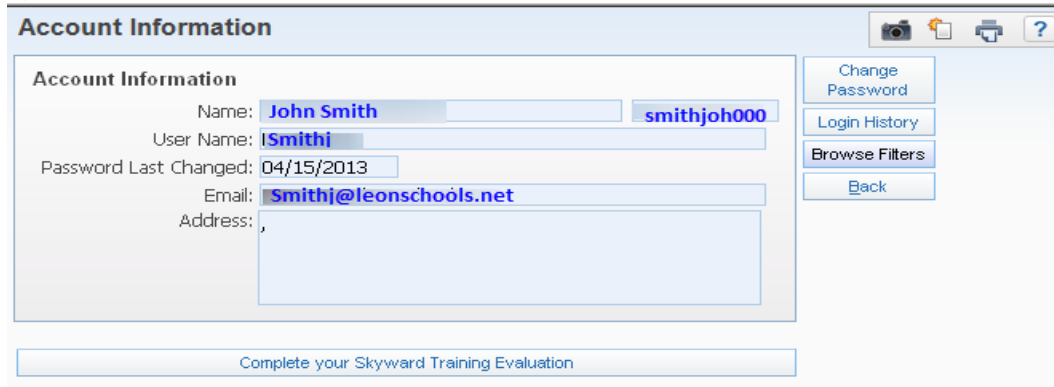 Account Information
?
Account Information
Name: John Smith smithjoh000
User Name: Smithj
Password Last Changed: 04/15/2013
Email: Smithj@leonschools.net
Address: ,
Change
Password
Login History
Browse Filters
Back
Complete your Skyward Training Evaluation